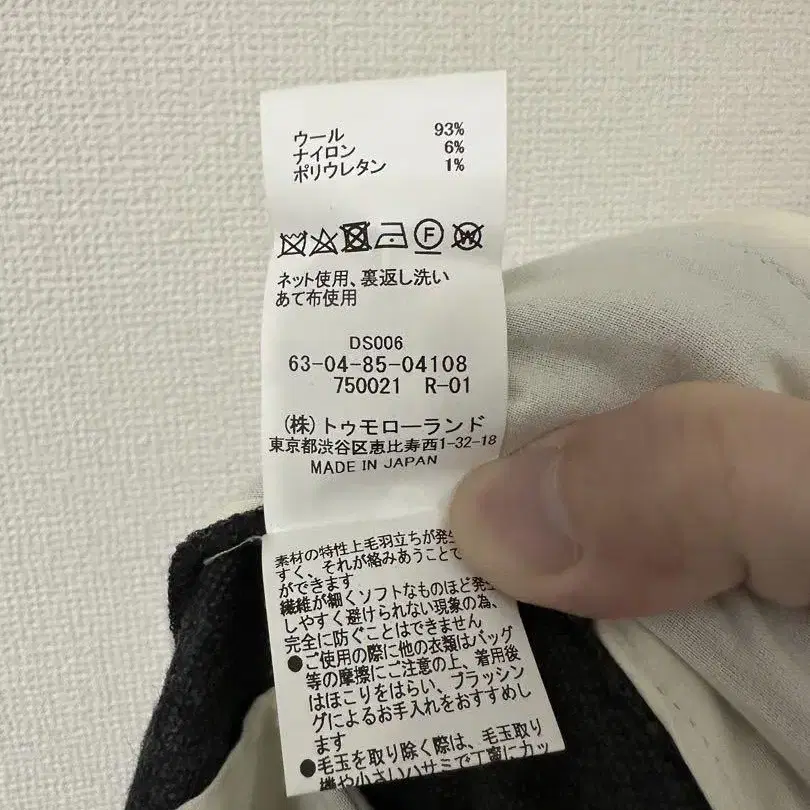 ウール 93%
ナイロン 6%
ポリウレタン 1%
F W
ネット使用、裏返し洗い
あて布使用
DS006
63-04-85-04108
750021 R-01
(株)トゥモローランド
東京都渋谷区恵比寿西1-32-18
MADE IN JAPAN
素材の特性上毛羽立ちが発
すく、それが絡みあうことで
ができます
繊維が細くソフトなものほど発生
しやすく避けられない現象の為、
完全に防ぐことはできません
●ご使用の際に他の衣類はバッグ
等の摩擦にご注意の上、着用後
はほこりをはらい、ブラッシン
グによるお手入れをおすすめし
ます
●毛玉を取り除く際は、毛玉取り
機や小さいハサミで丁寧にカッ